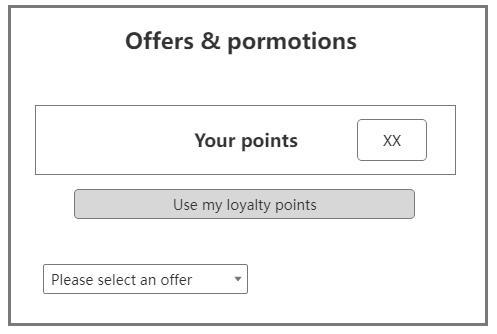 Offers & pormotions
Your points
XX
Use my loyalty points
Please select an offer